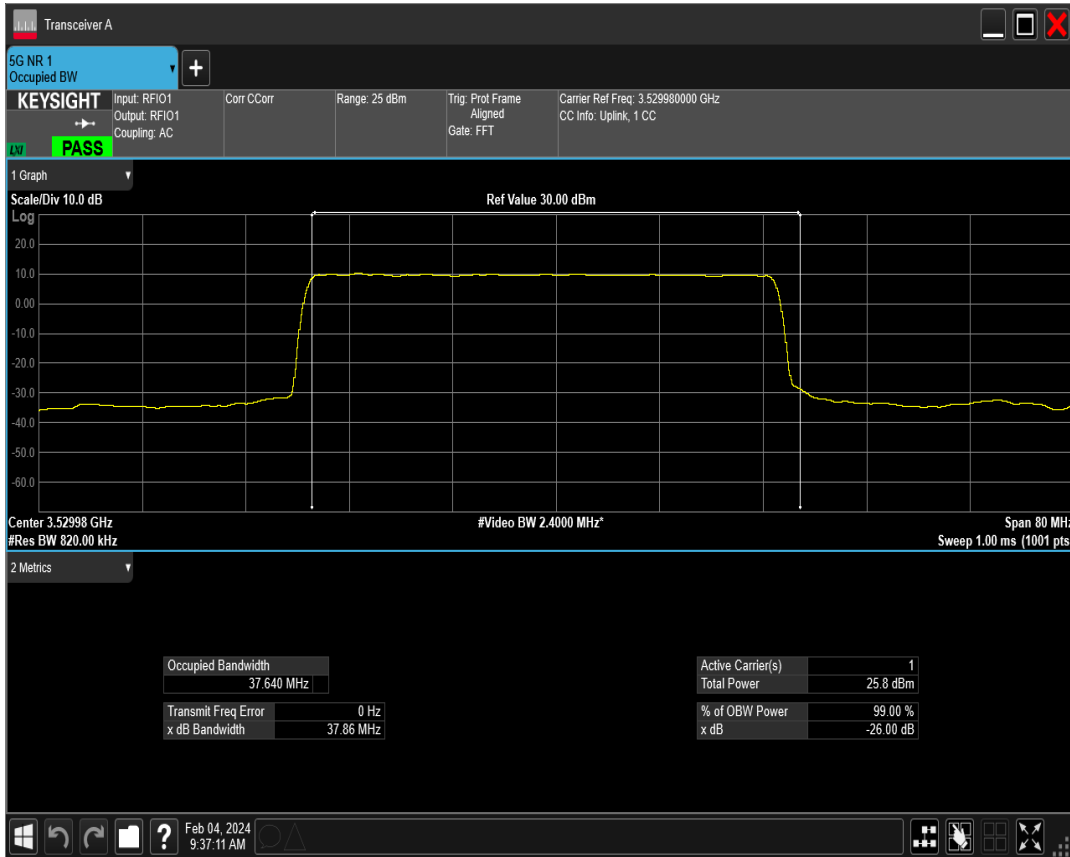 Transceiver A
5G NR 1
Occupied BW
+
KEYSIGHT
LXI
PASS
Input: RFIO1
Output: RFIO1
Coupling: AC
Corr CCorr
Range: 25 dBm
Trig: Prot Frame
Aligned
Gate: FFT
Carrier Ref Freq: 3.529980000 GHz
CC Info: Uplink, 1 CC
1 Graph
Scale/Div 10.0 dB
Ref Value 30.00 dBm
Log
20.0
10.0
0.00
-10.0
-20.0
-30.0
-40.0
-50.0
-60.0
Center 3.52998 GHz
#Video BW 2.4000 MHz*
Span 80 MHz
#Res BW 820.00 kHz
Sweep 1.00 ms (1001 pts
2 Metrics
Occupied Bandwidth
37.640 MHz
Transmit Freq Error 0 Hz
x dB Bandwidth 37.86 MHz
Active Carrier(s) 1
Total Power 25.8 dBm
% of OBW Power 99.00 %
x dB -26.00 dB
?
Feb 04, 2024
9:37:11 AM